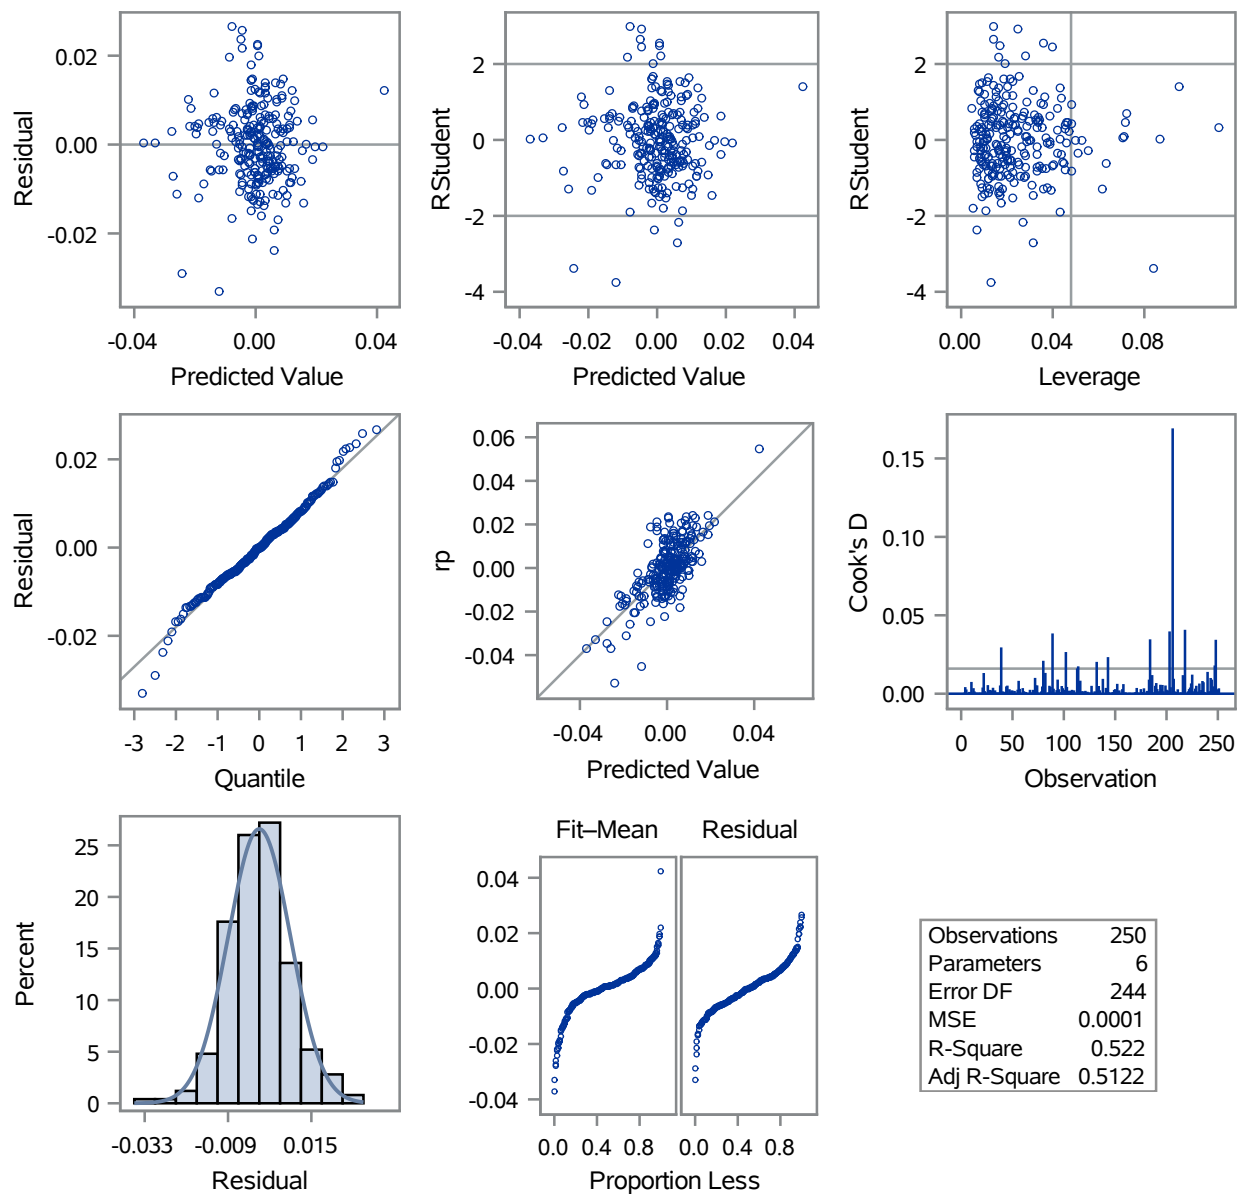 0.02
0.00
-0.02
Residual
-0.04 0.00 0.04
Predicted Value
2
0
-2
-4
RStudent
-0.04 -0.02 0.00 0.02 0.04
Predicted Value
2
0
-2
-4
RStudent
0.00 0.04 0.08
Leverage
0.02
0.00
-0.02
Residual
-3 -2 -1 0 1 2 3
Quantile
0.06
0.04
0.02
0.00
-0.02
-0.04
rp
-0.04 0.00 0.04
Predicted Value
0.15
0.10
0.05
0.00
Cook's D
0 50 100 150 200 250
Observation
25
20
15
10
5
0
Percent
-0.033 -0.009 0.015
Residual
Fit–Mean Residual
0.04
0.02
0.00
-0.02
-0.04
0.0 0.4 0.8 0.0 0.4 0.8
Proportion Less
Observations 250
Parameters 6
Error DF 244
MSE 0.0001
R-Square 0.522
Adj R-Square 0.5122